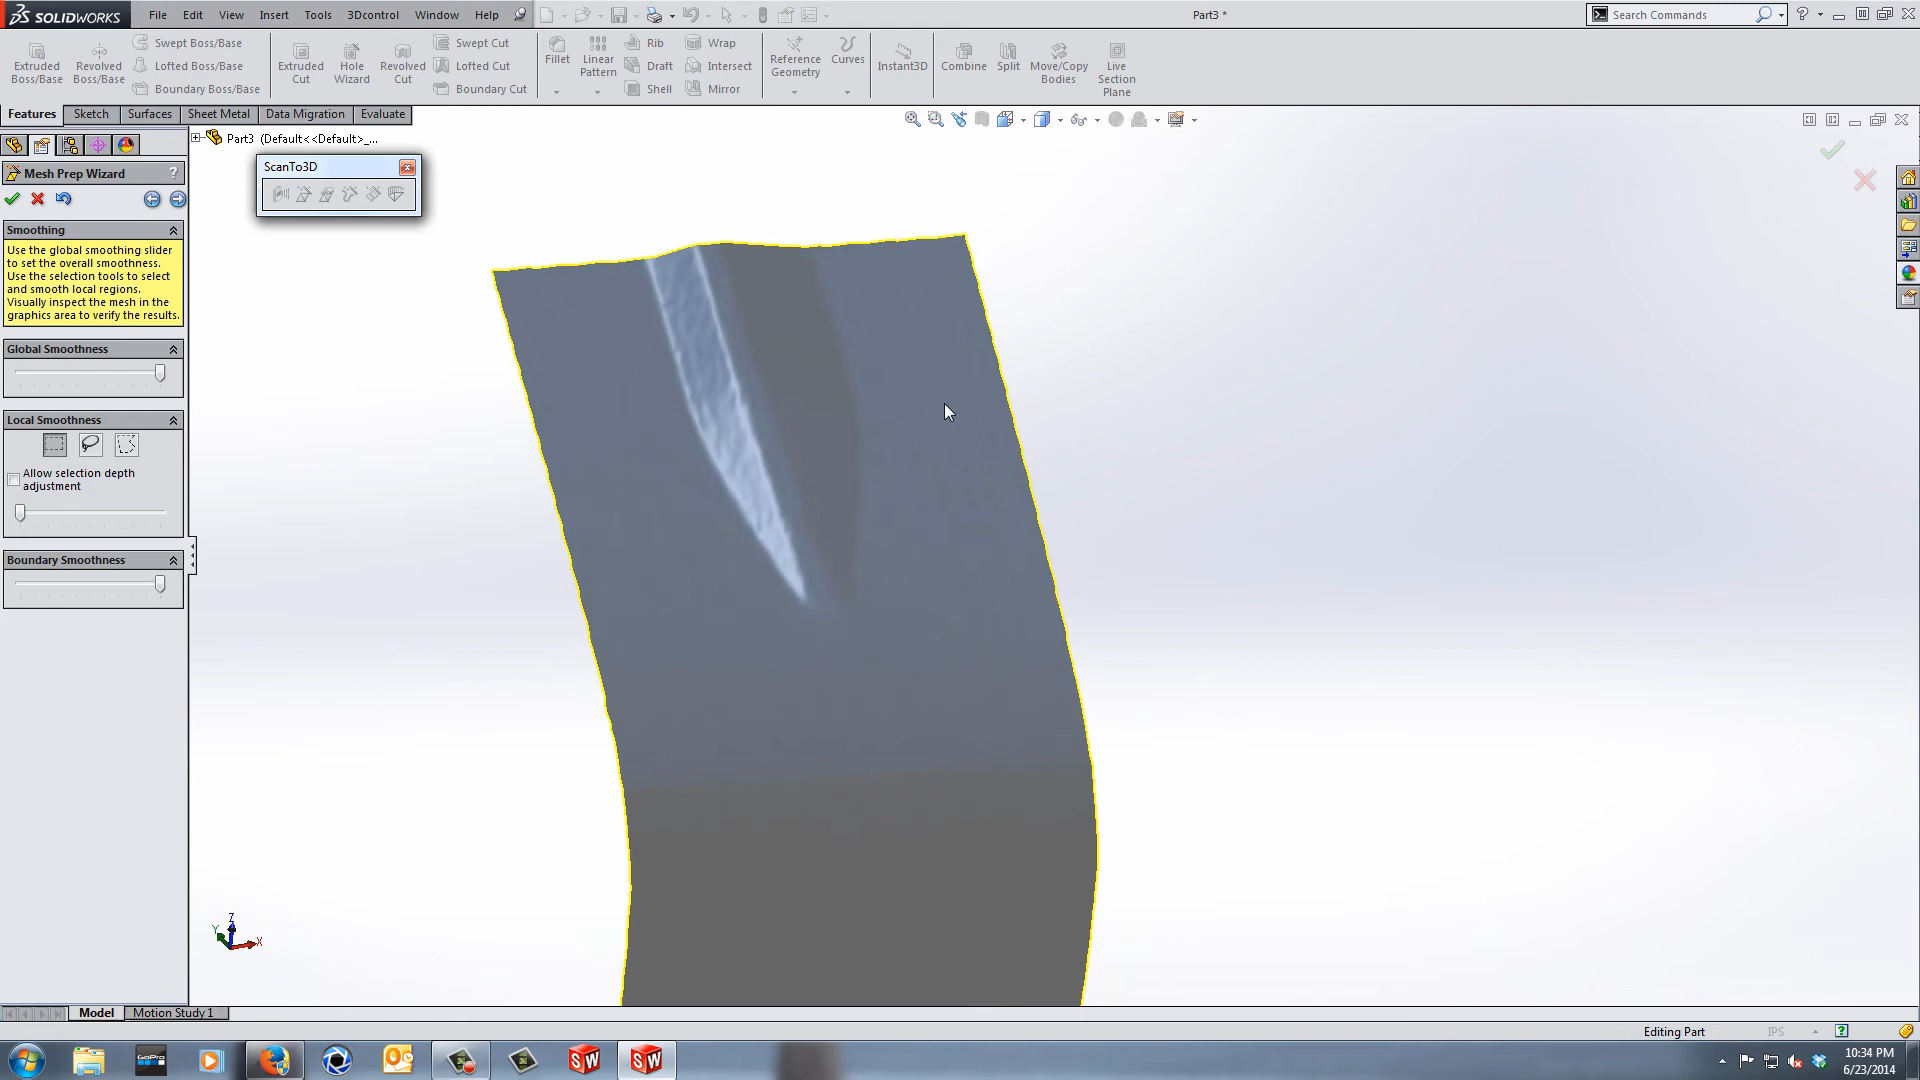 SOLIDWORKS File Edit View Insert Tools 3Dcontrol Window Help Part3 * Search Commands
Extruded Boss/Base Revolved Boss/Base Swept Boss/Base Lofted Boss/Base Boundary Boss/Base Extruded Cut Hole Wizard Revolved Cut Swept Cut Lofted Cut Boundary Cut Fillet Linear Pattern Rib Draft Shell Wrap Intersect Mirror Reference Geometry Curves Instant3D Combine Split Move/Copy Bodies Live Section Plane
Features Sketch Surfaces Sheet Metal Data Migration Evaluate
Part3 (Default<<Default>_...
ScanTo3D
Mesh Prep Wizard ?
Smoothing
Use the global smoothing slider
to set the overall smoothness.
Use the selection tools to select
and smooth local regions.
Visually inspect the mesh in the
graphics area to verify the results.
Global Smoothness
Local Smoothness
Allow selection depth
adjustment
Boundary Smoothness
Z
Y
X
Model Motion Study 1
Editing Part IPS
GoPro SW SW
10:34 PM
6/23/2014